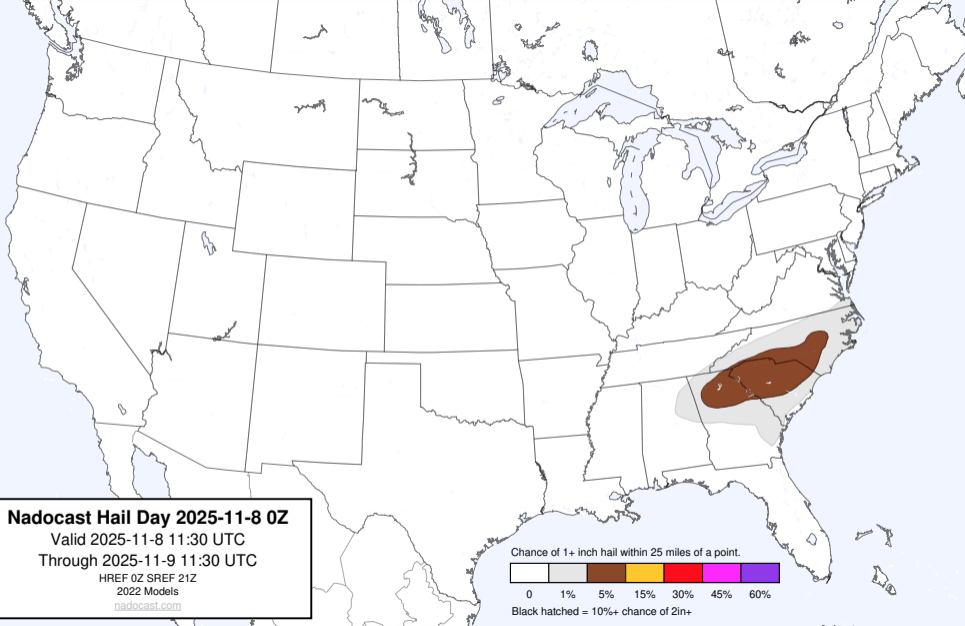 Nadocast Hail Day 2025-11-8 0Z
Valid 2025-11-8 11:30 UTC
Through 2025-11-9 11:30 UTC
HREF 0Z SREF 21Z
2022 Models
nadocast.com
Chance of 1+ inch hail within 25 miles of a point.
0 1% 5% 15% 30% 45% 60%
Black hatched = 10%+ chance of 2in+